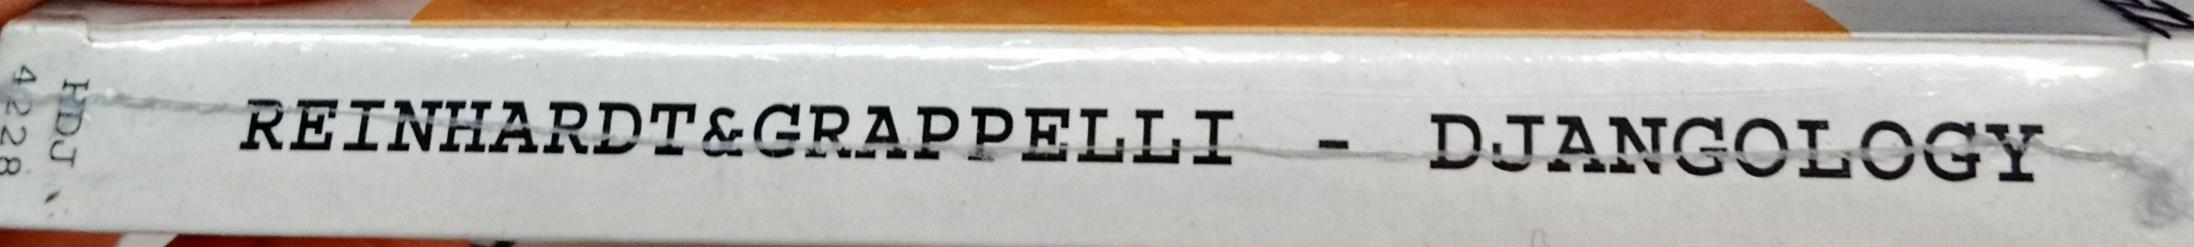 HDJ
4228
REINHARDT&GRAPPELLI - DJANGOLOGY